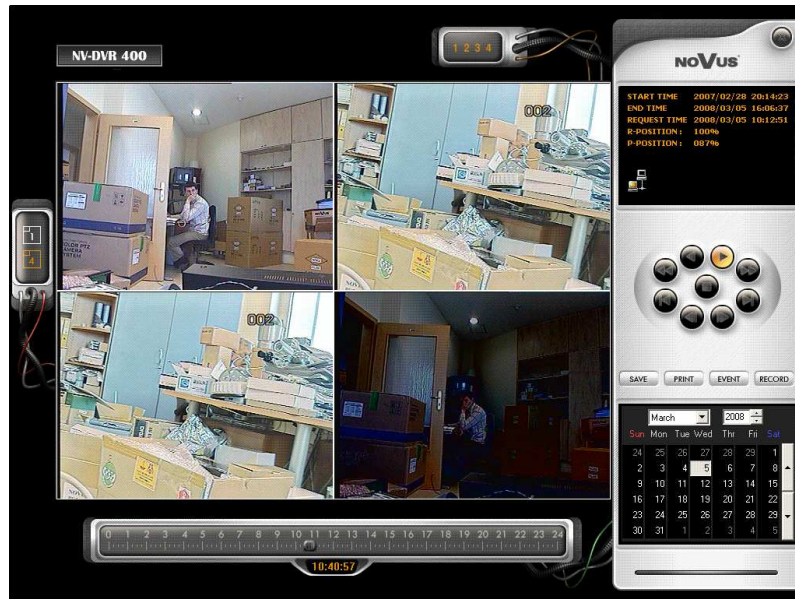 NV-DVR 400
1 2 3 4
NOVUS
START TIME 2007/02/28 20:14:23
END TIME 2008/03/05 16:06:37
REQUEST TIME 2008/03/05 10:12:51
R-POSITION : 100%
P-POSITION : 087%
002
COLOR PTZ
CAMERA
SYSTEM
1
4
002
SAVE PRINT EVENT RECORD
March 2008
Sun Mon Tue Wed Thr Fri Sat
24 25 26 27 28 29 1
2 3 4 5 6 7 8
9 10 11 12 13 14 15
16 17 18 19 20 21 22
23 24 25 26 27 28 29
30 31 1 2 3 4 5
0 1 2 3 4 5 6 7 8 9 10 11 12 13 14 15 16 17 18 19 20 21 22 23 24
10:40:57